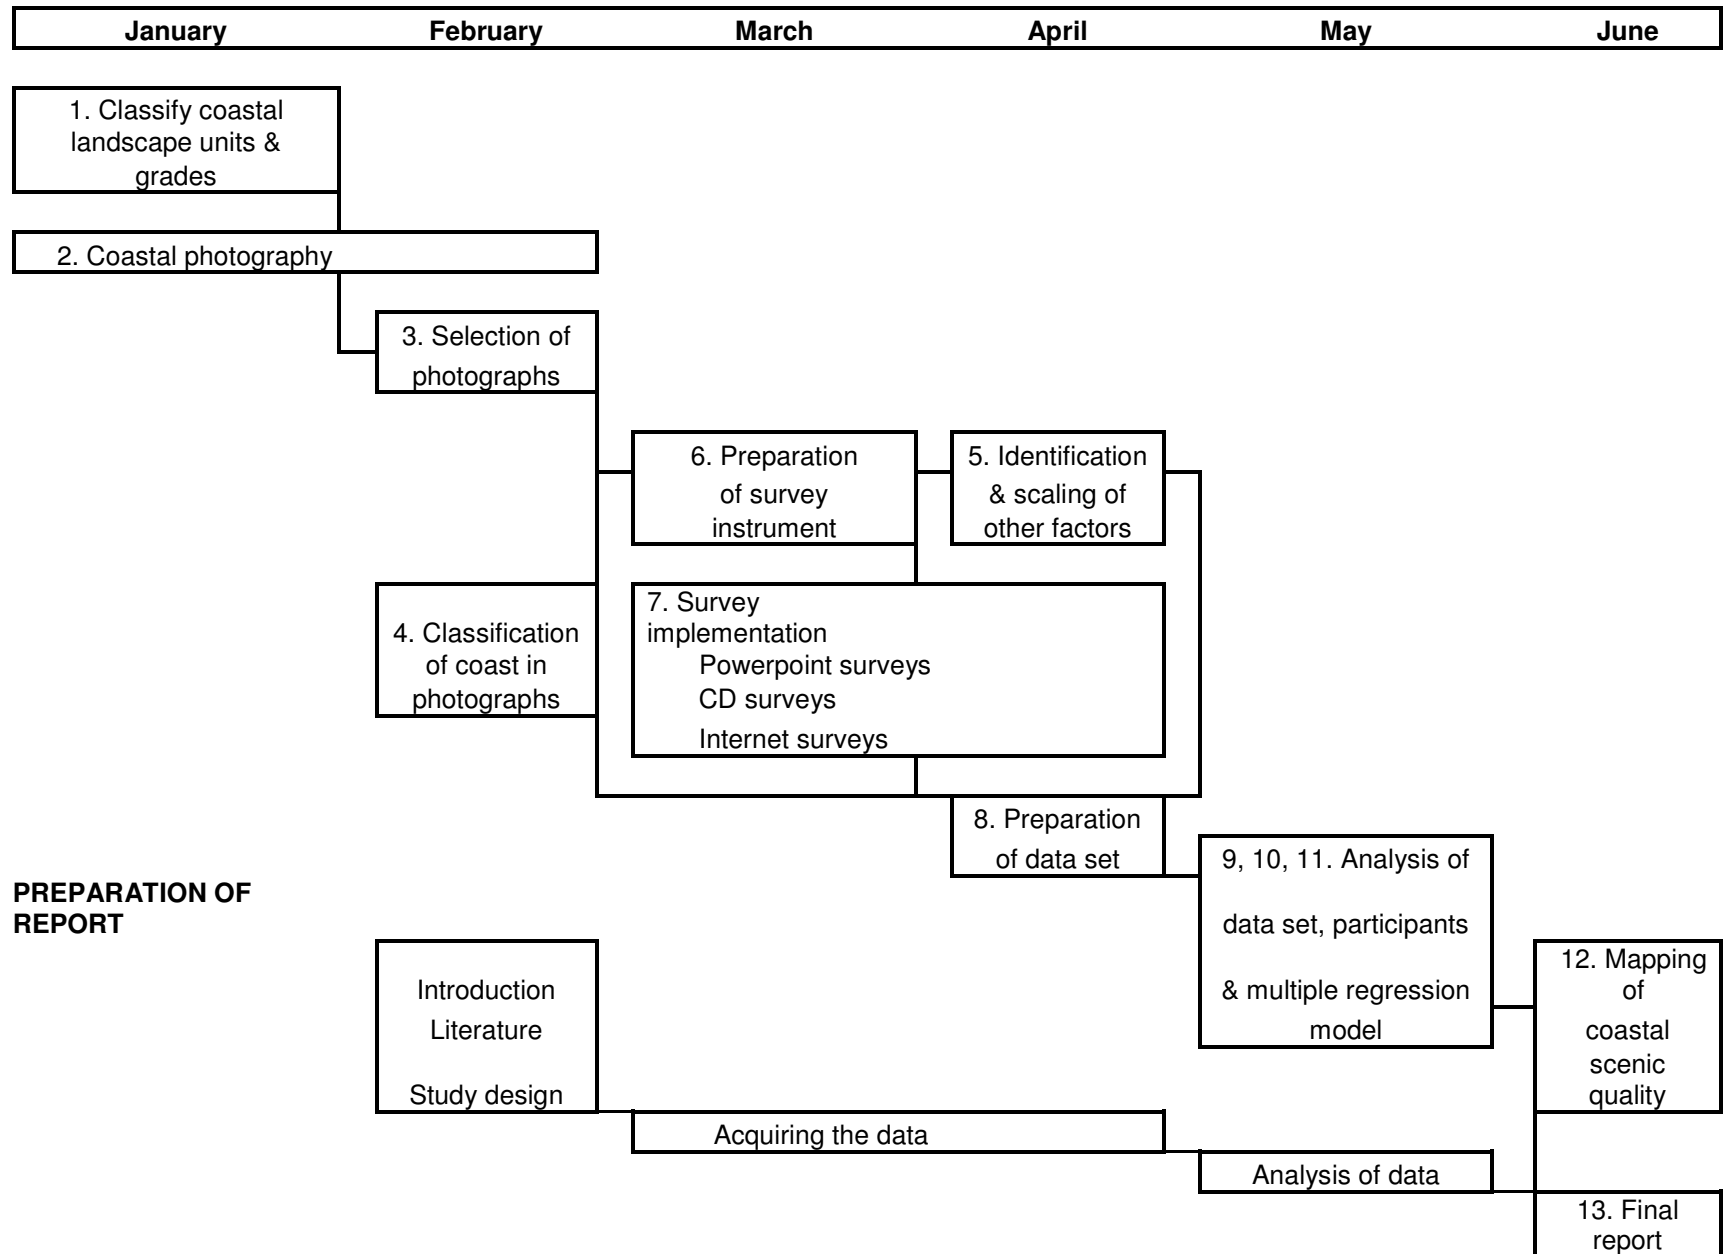 January February March April May June
1. Classify coastal
landscape units &
grades
2. Coastal photography
3. Selection of
photographs
6. Preparation
of survey
instrument
5. Identification
& scaling of
other factors
4. Classification
of coast in
photographs
7. Survey
implementation
Powerpoint surveys
CD surveys
Internet surveys
8. Preparation
of data set
9, 10, 11. Analysis of
data set, participants
& multiple regression
model
PREPARATION OF
REPORT
Introduction
Literature
Study design
12. Mapping
of
coastal
scenic
quality
Acquiring the data
Analysis of data
13. Final
report